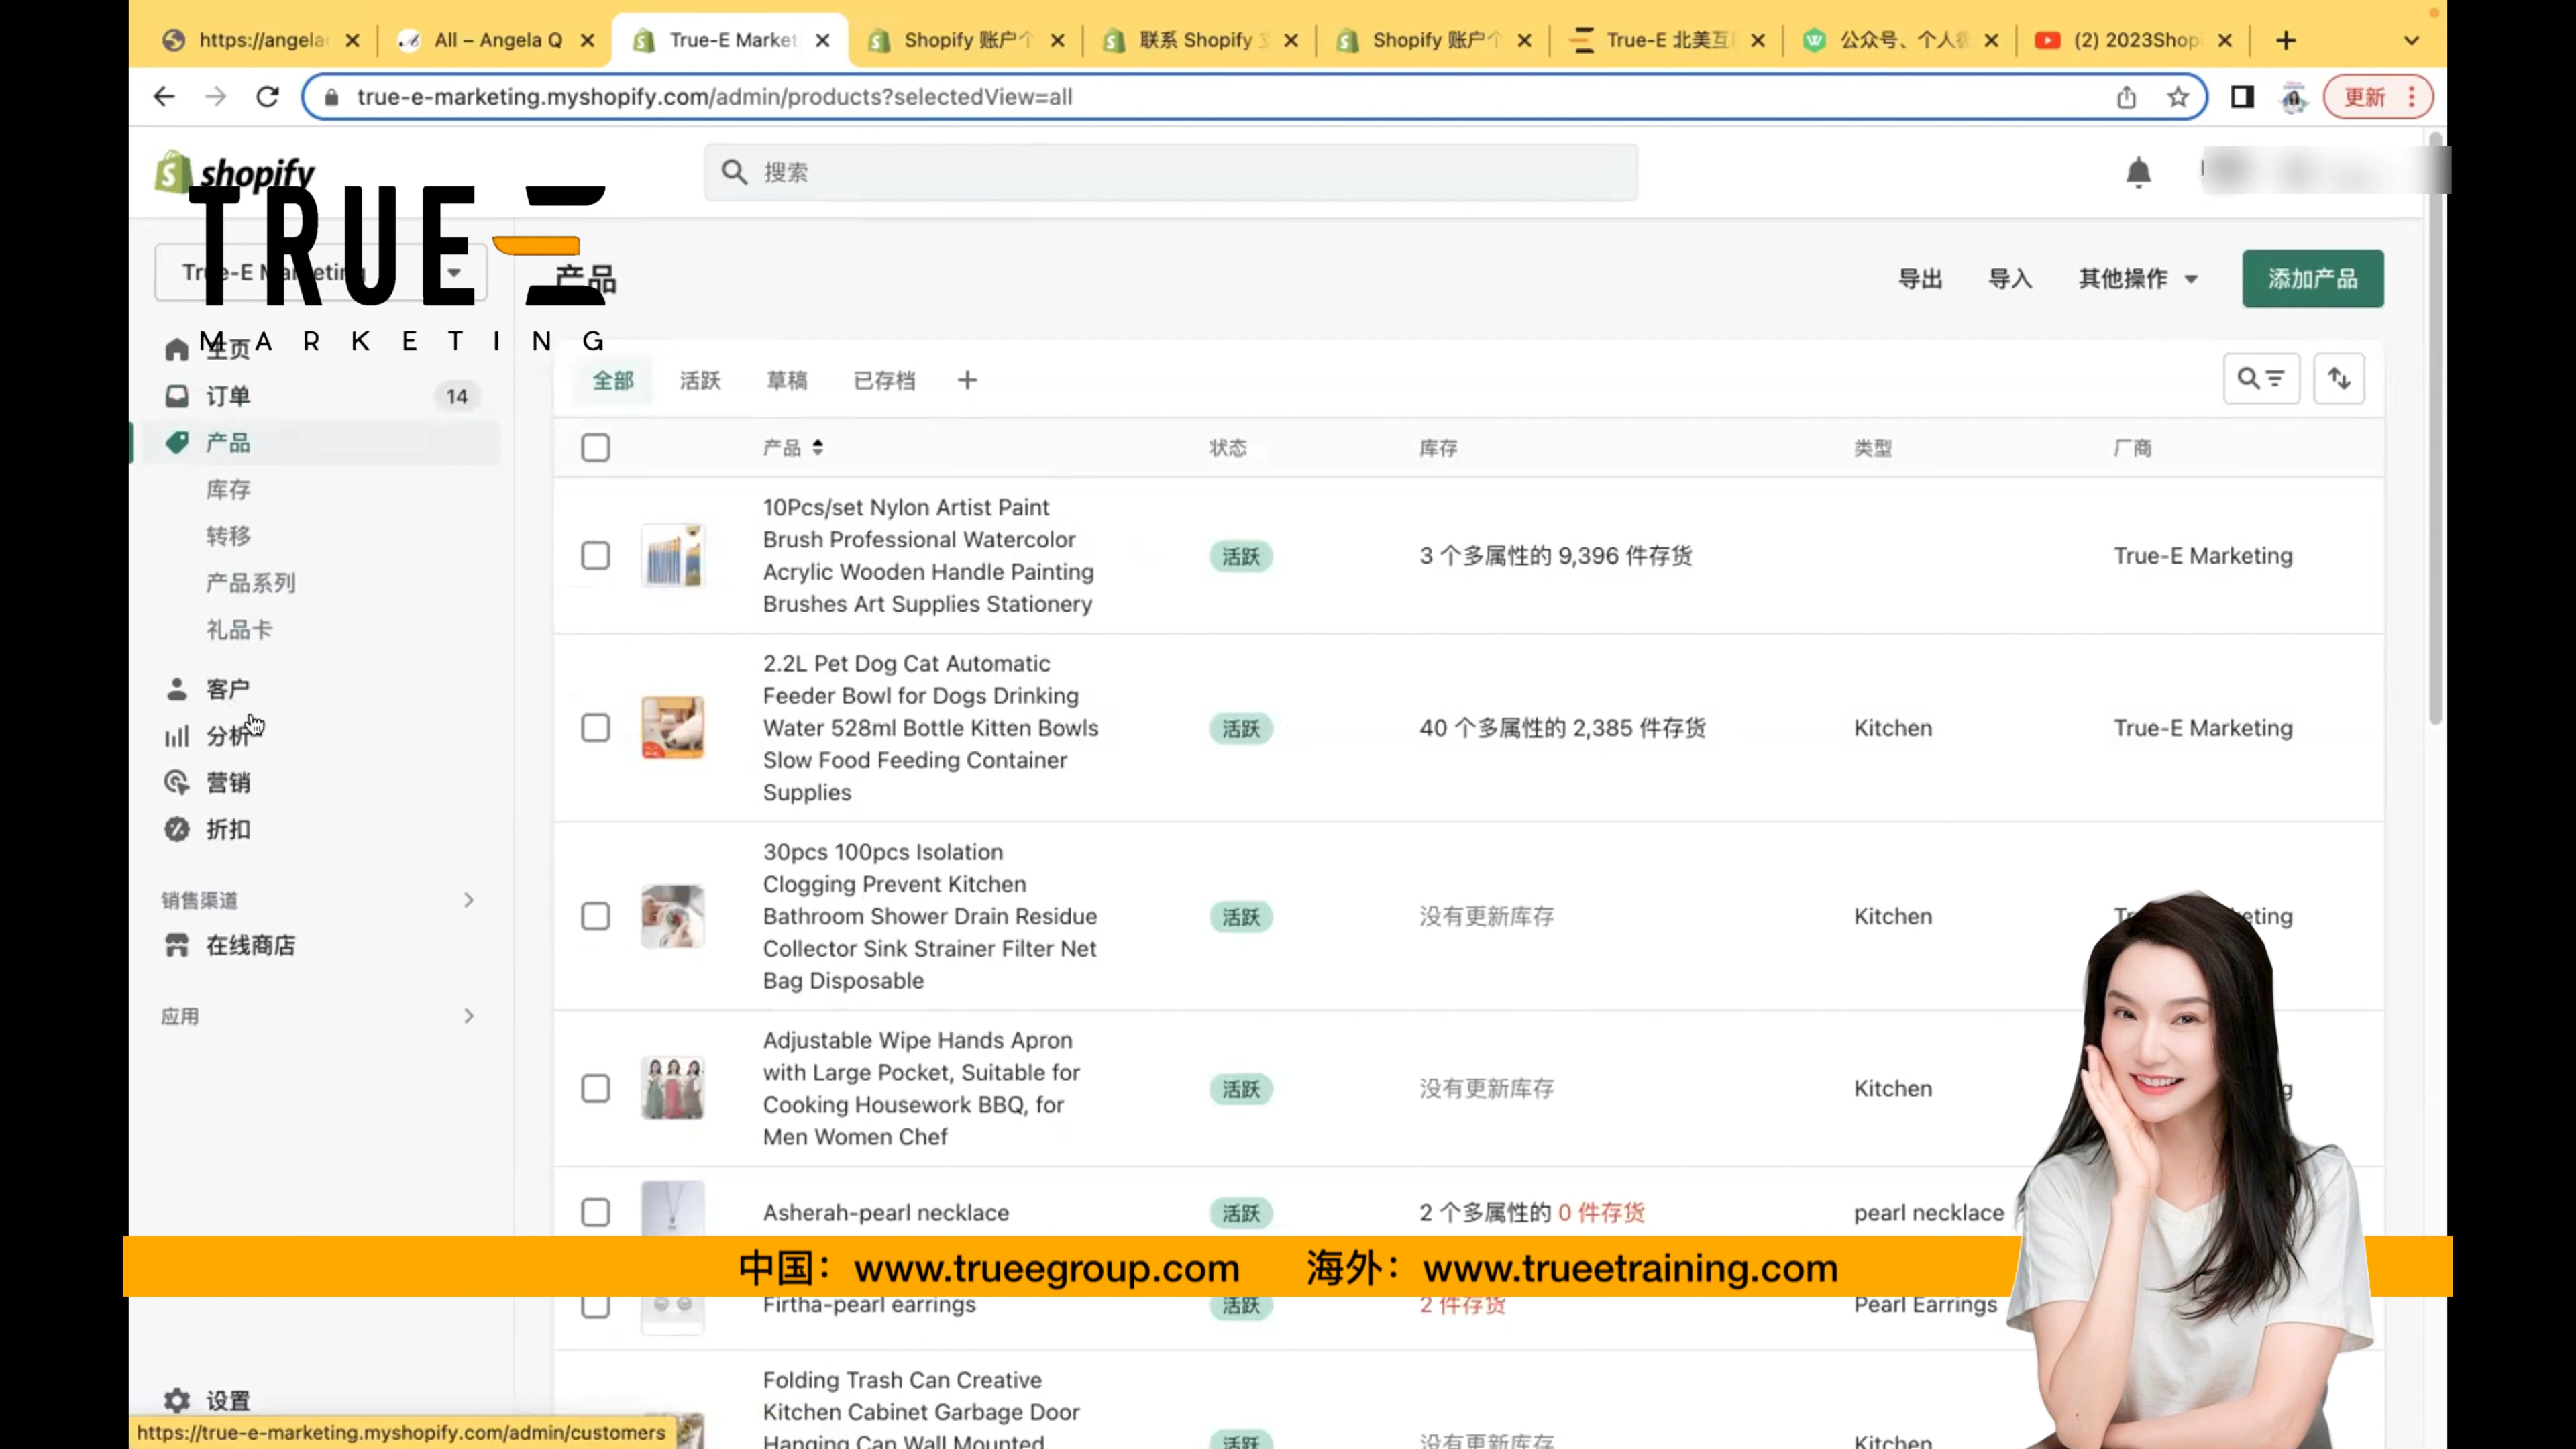 https://angela
All – Angela Q
True-E Market
Shopify 账户个
联系 Shopify
Shopify 账户个
True-E 北美互
公众号、个人微
(2) 2023Shop
true-e-marketing.myshopify.com/admin/products?selectedView=all
更新
shopify
搜索
TRUE
MARKETING
True-E Marketing
产品
导出
导入
其他操作
添加产品
主页
订单
14
产品
库存
转移
产品系列
礼品卡
客户
分析
营销
折扣
销售渠道
在线商店
应用
设置
全部
活跃
草稿
已存档
产品
状态
库存
类型
厂商
10Pcs/set Nylon Artist Paint
Brush Professional Watercolor
Acrylic Wooden Handle Painting
Brushes Art Supplies Stationery
活跃
3 个多属性的 9,396 件存货
True-E Marketing
2.2L Pet Dog Cat Automatic
Feeder Bowl for Dogs Drinking
Water 528ml Bottle Kitten Bowls
Slow Food Feeding Container
Supplies
活跃
40 个多属性的 2,385 件存货
Kitchen
True-E Marketing
30pcs 100pcs Isolation
Clogging Prevent Kitchen
Bathroom Shower Drain Residue
Collector Sink Strainer Filter Net
Bag Disposable
活跃
没有更新库存
Kitchen
Adjustable Wipe Hands Apron
with Large Pocket, Suitable for
Cooking Housework BBQ, for
Men Women Chef
活跃
没有更新库存
Kitchen
Asherah-pearl necklace
活跃
2 个多属性的 0 件存货
pearl necklace
中国：www.trueegroup.com 海外：www.trueetraining.com
Firtha-pearl earrings
活跃
2 件存货
Pearl Earrings
Folding Trash Can Creative
Kitchen Cabinet Garbage Door
Hanging Can Wall Mounted
活跃
没有更新库存
Kitchen
https://true-e-marketing.myshopify.com/admin/customers